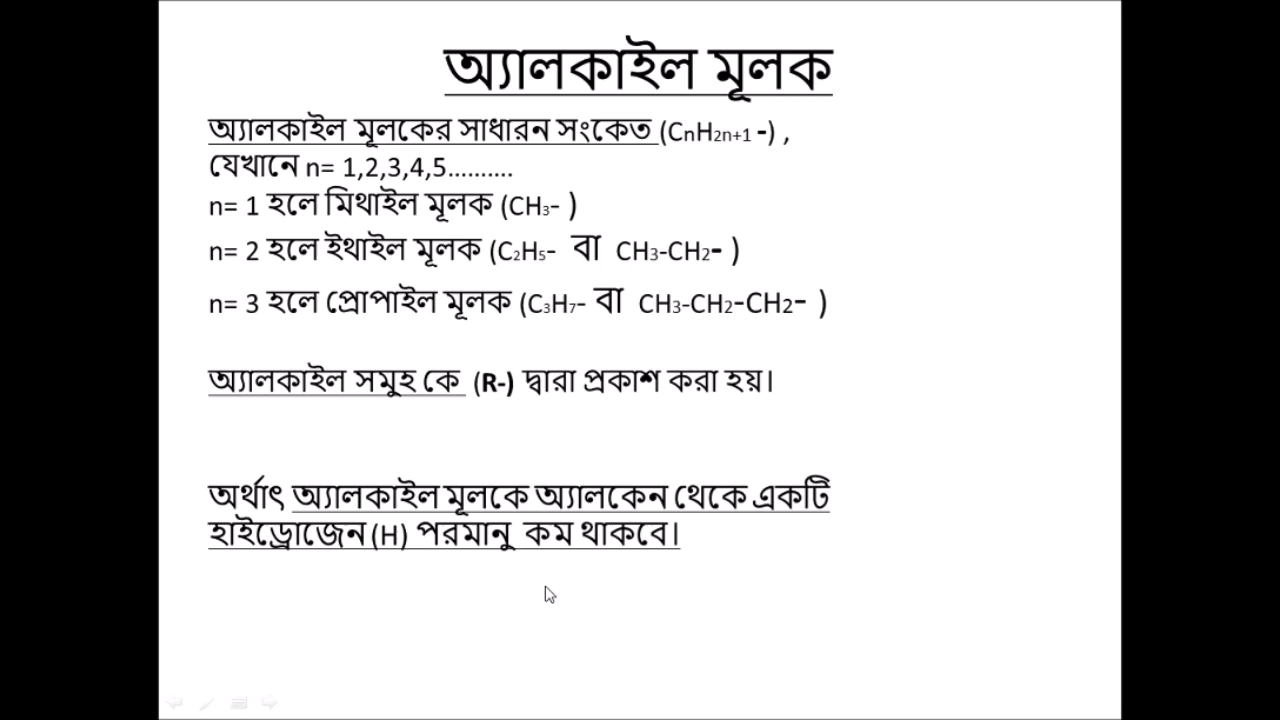 অ্যালকাইল মূলক
অ্যালকাইল মূলকের সাধারন সংকেত (CnH2n+1 -) ,
যেখানে n= 1,2,3,4,5..........
n= 1 হলে মিথাইল মূলক (CH3- )
n= 2 হলে ইথাইল মূলক (C2H5- বা CH3-CH2- )
n= 3 হলে প্রোপাইল মূলক (C3H7- বা CH3-CH2-CH2- )
অ্যালকাইল সমুহ কে (R-) দ্বারা প্রকাশ করা হয়।
অর্থাৎ অ্যালকাইল মূলকে অ্যালকেন থেকে একটি
হাইড্রোজেন (H) পরমানু কম থাকবে।